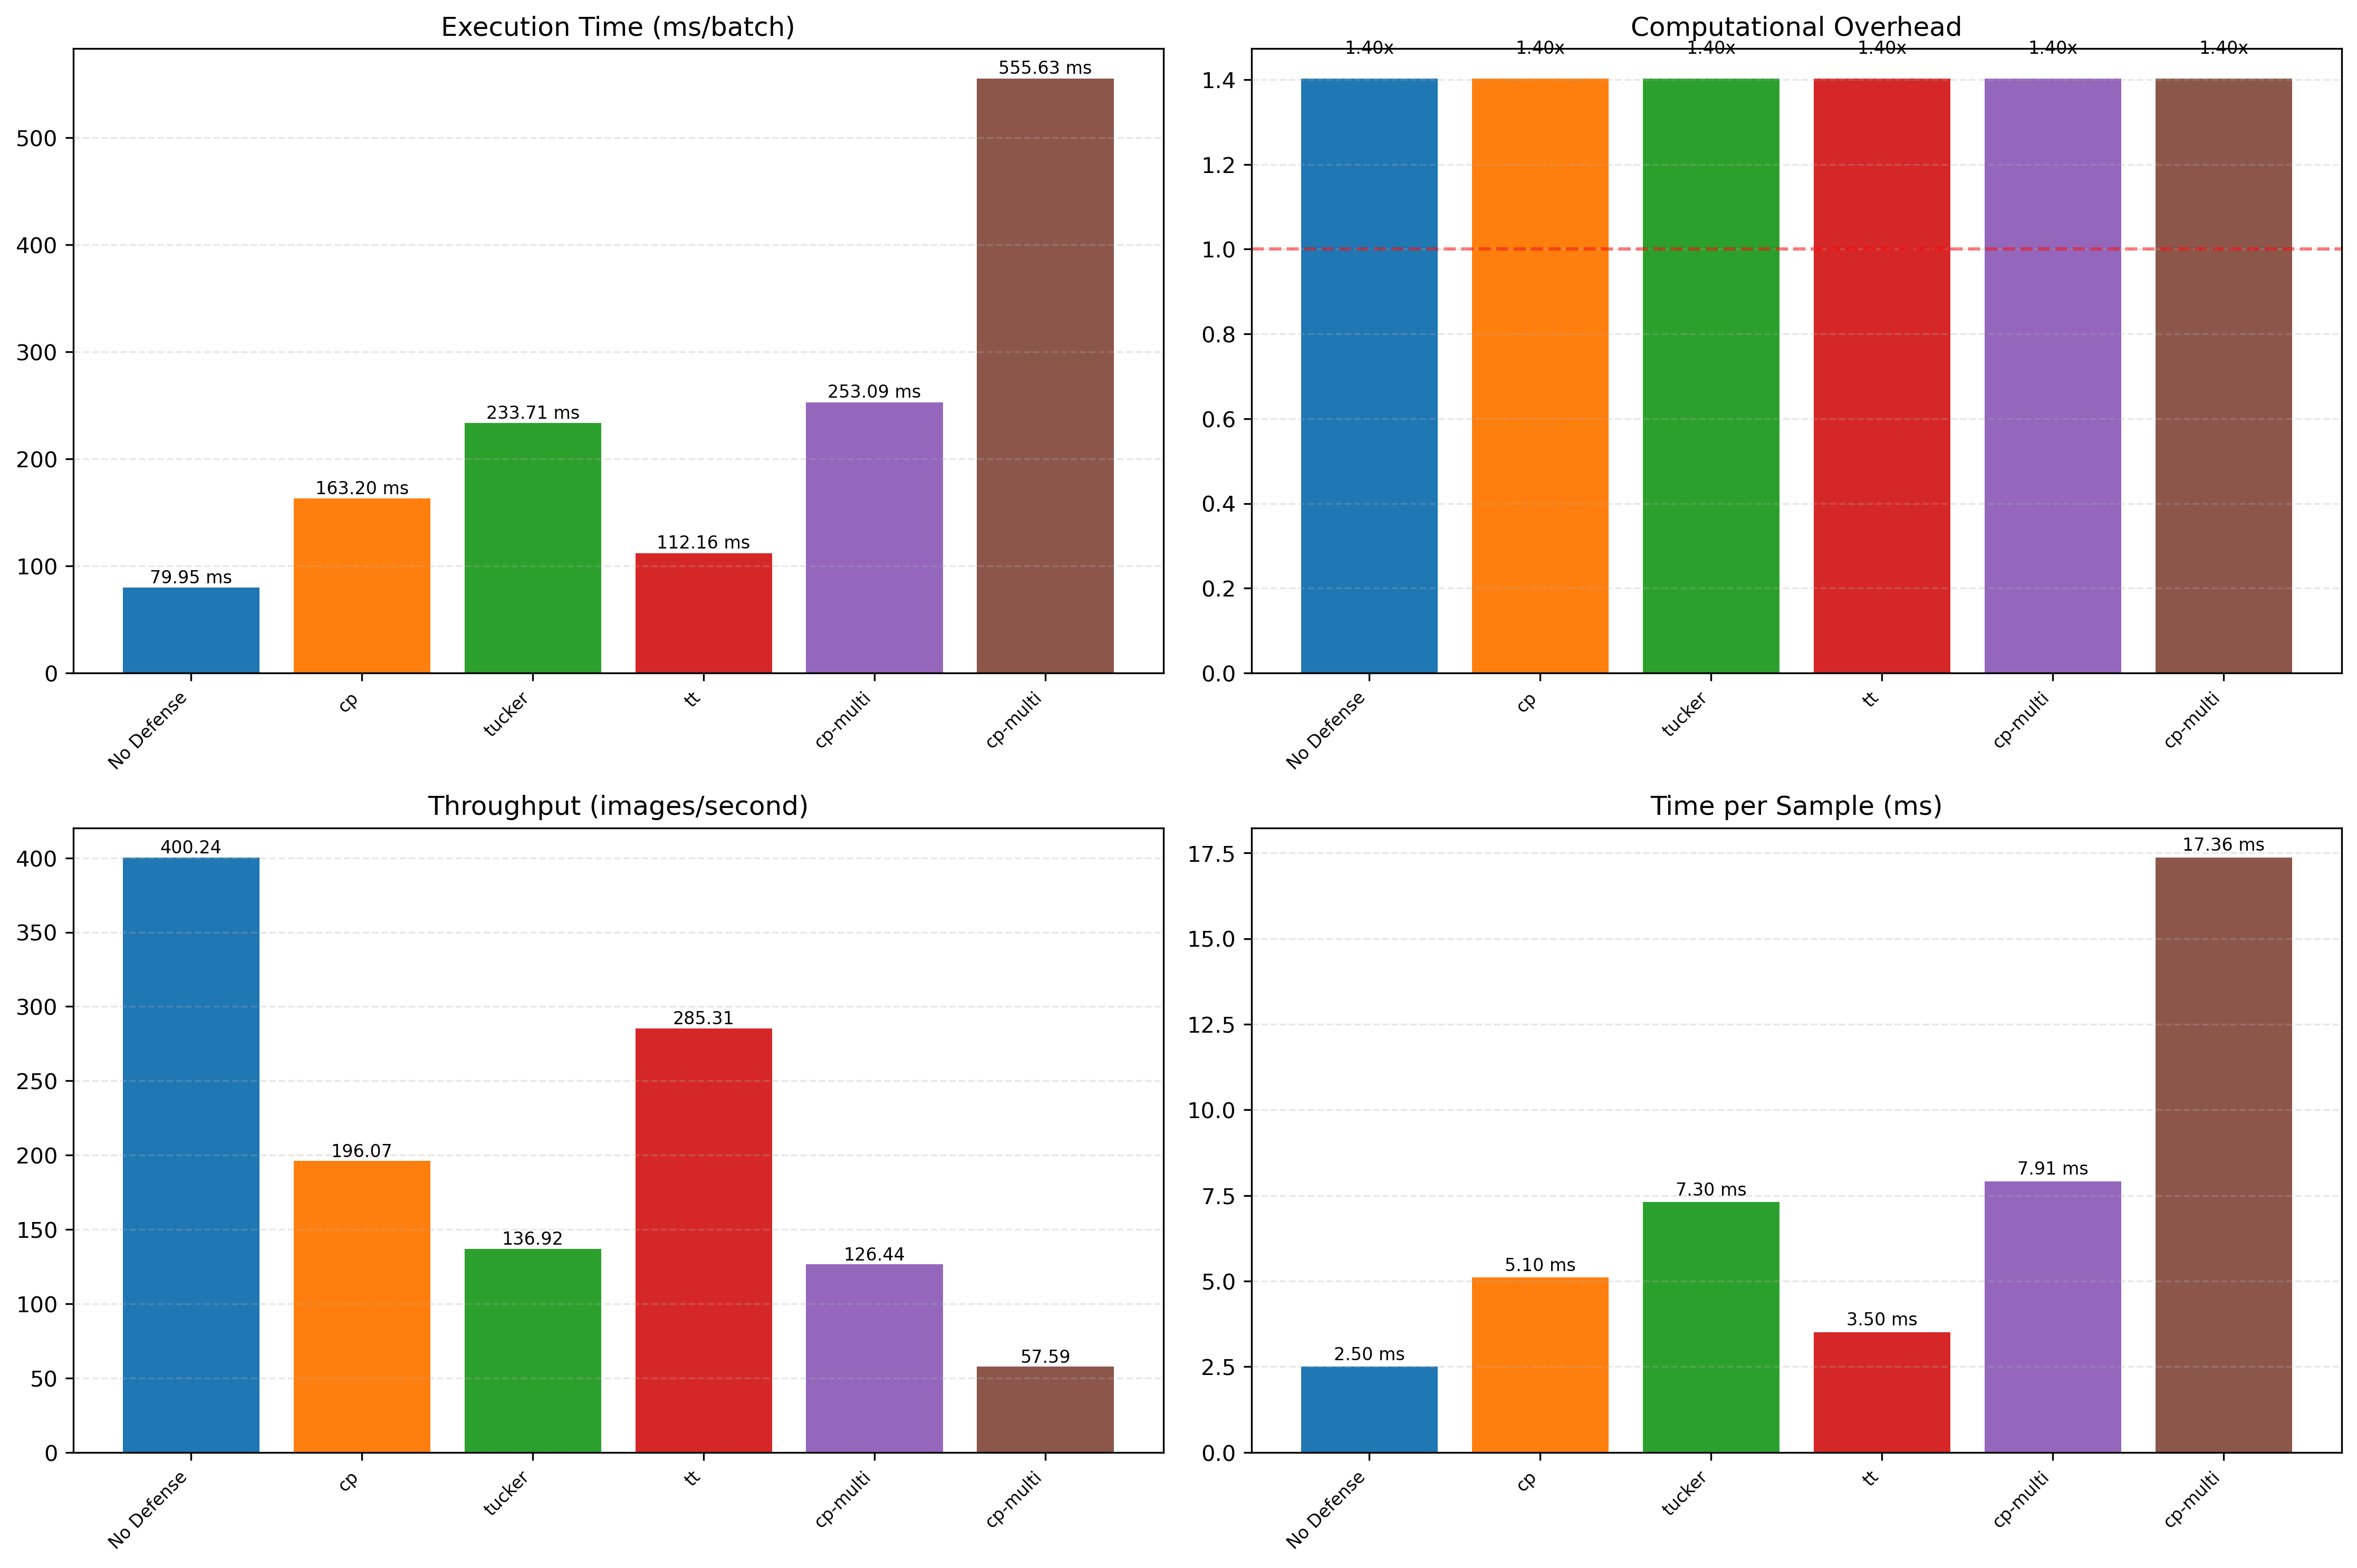 Execution Time (ms/batch)
500
400
300
200
100
0
79.95 ms
163.20 ms
233.71 ms
112.16 ms
253.09 ms
555.63 ms
No Defense
cp
tucker
tt
cp-multi
cp-multi
Computational Overhead
1.40x
1.40x
1.40x
1.40x
1.40x
1.40x
1.4
1.2
1.0
0.8
0.6
0.4
0.2
0.0
No Defense
cp
tucker
tt
cp-multi
cp-multi
Throughput (images/second)
400
350
300
250
200
150
100
50
0
400.24
196.07
136.92
285.31
126.44
57.59
No Defense
cp
tucker
tt
cp-multi
cp-multi
Time per Sample (ms)
17.5
15.0
12.5
10.0
7.5
5.0
2.5
0.0
2.50 ms
5.10 ms
7.30 ms
3.50 ms
7.91 ms
17.36 ms
No Defense
cp
tucker
tt
cp-multi
cp-multi